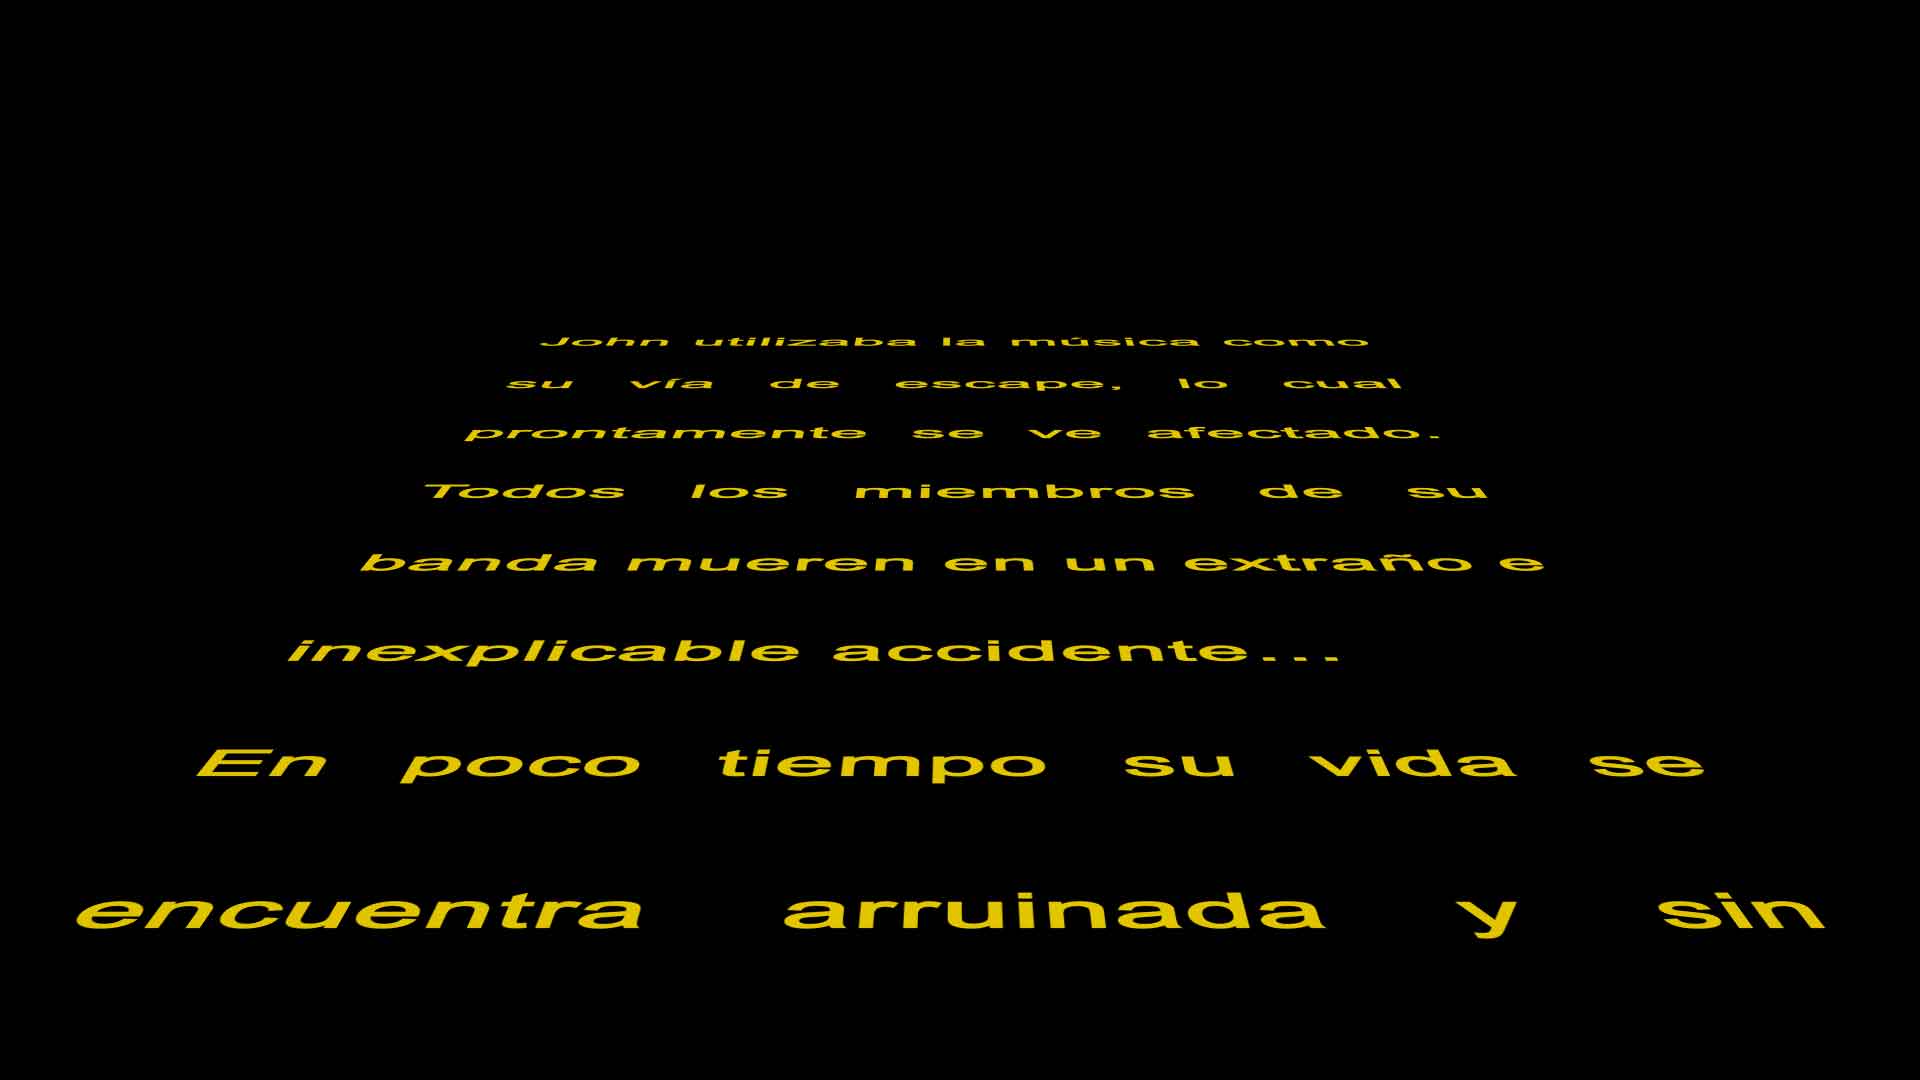 John utilizaba la música como
su vía de escape, lo cual
prontamente se ve afectado.
Todos los miembros de su
banda mueren en un extraño e
inexplicable accidente...
En poco tiempo su vida se
encuentra arruinada y sin